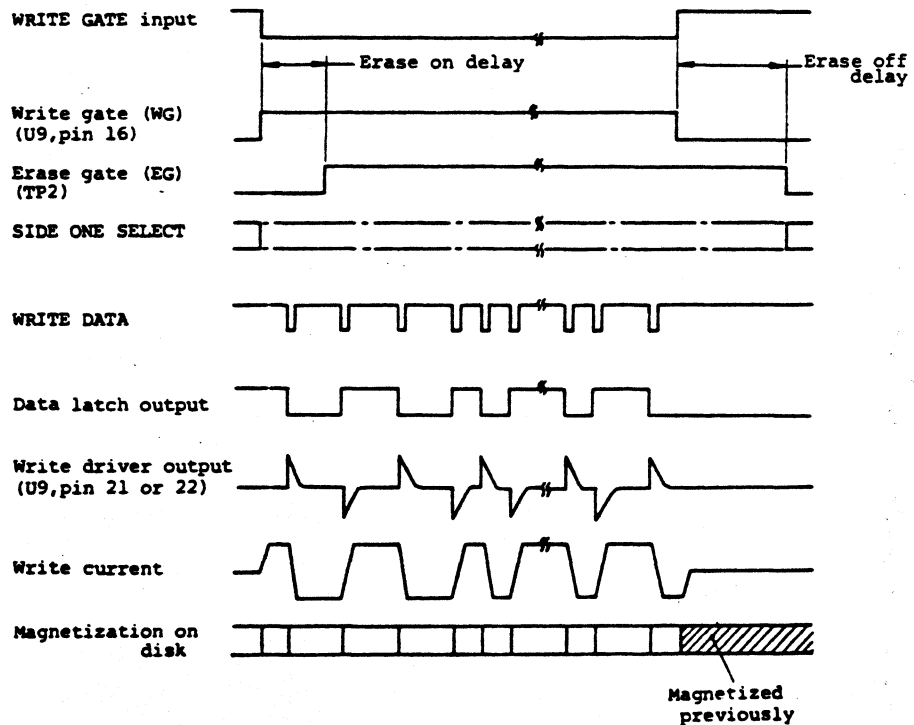 WRITE GATE input
Erase on delay
Erase off
delay
Write gate (WG)
(U9,pin 16)
Erase gate (EG)
(TP2)
SIDE ONE SELECT
WRITE DATA
Data latch output
Write driver output
(U9,pin 21 or 22)
Write current
Magnetization on
disk
Magnetized
previously